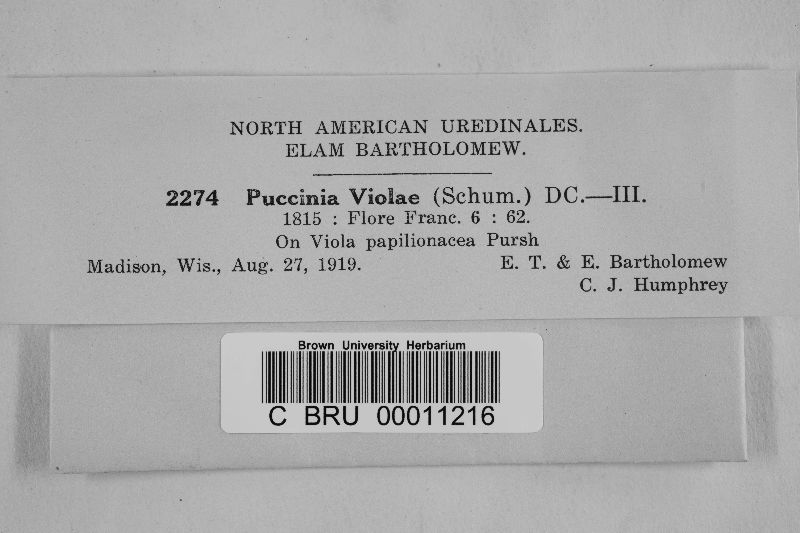 NORTH AMERICAN UREDINALES.
ELAM BARTHOLOMEW.
2274 Puccinia Violae (Schum.) DC.—III.
1815 : Flore Franc. 6 : 62.
On Viola papilionacea Pursh
Madison, Wis., Aug. 27, 1919. E. T. & E. Bartholomew
C. J. Humphrey
Brown University Herbarium
C BRU 00011216